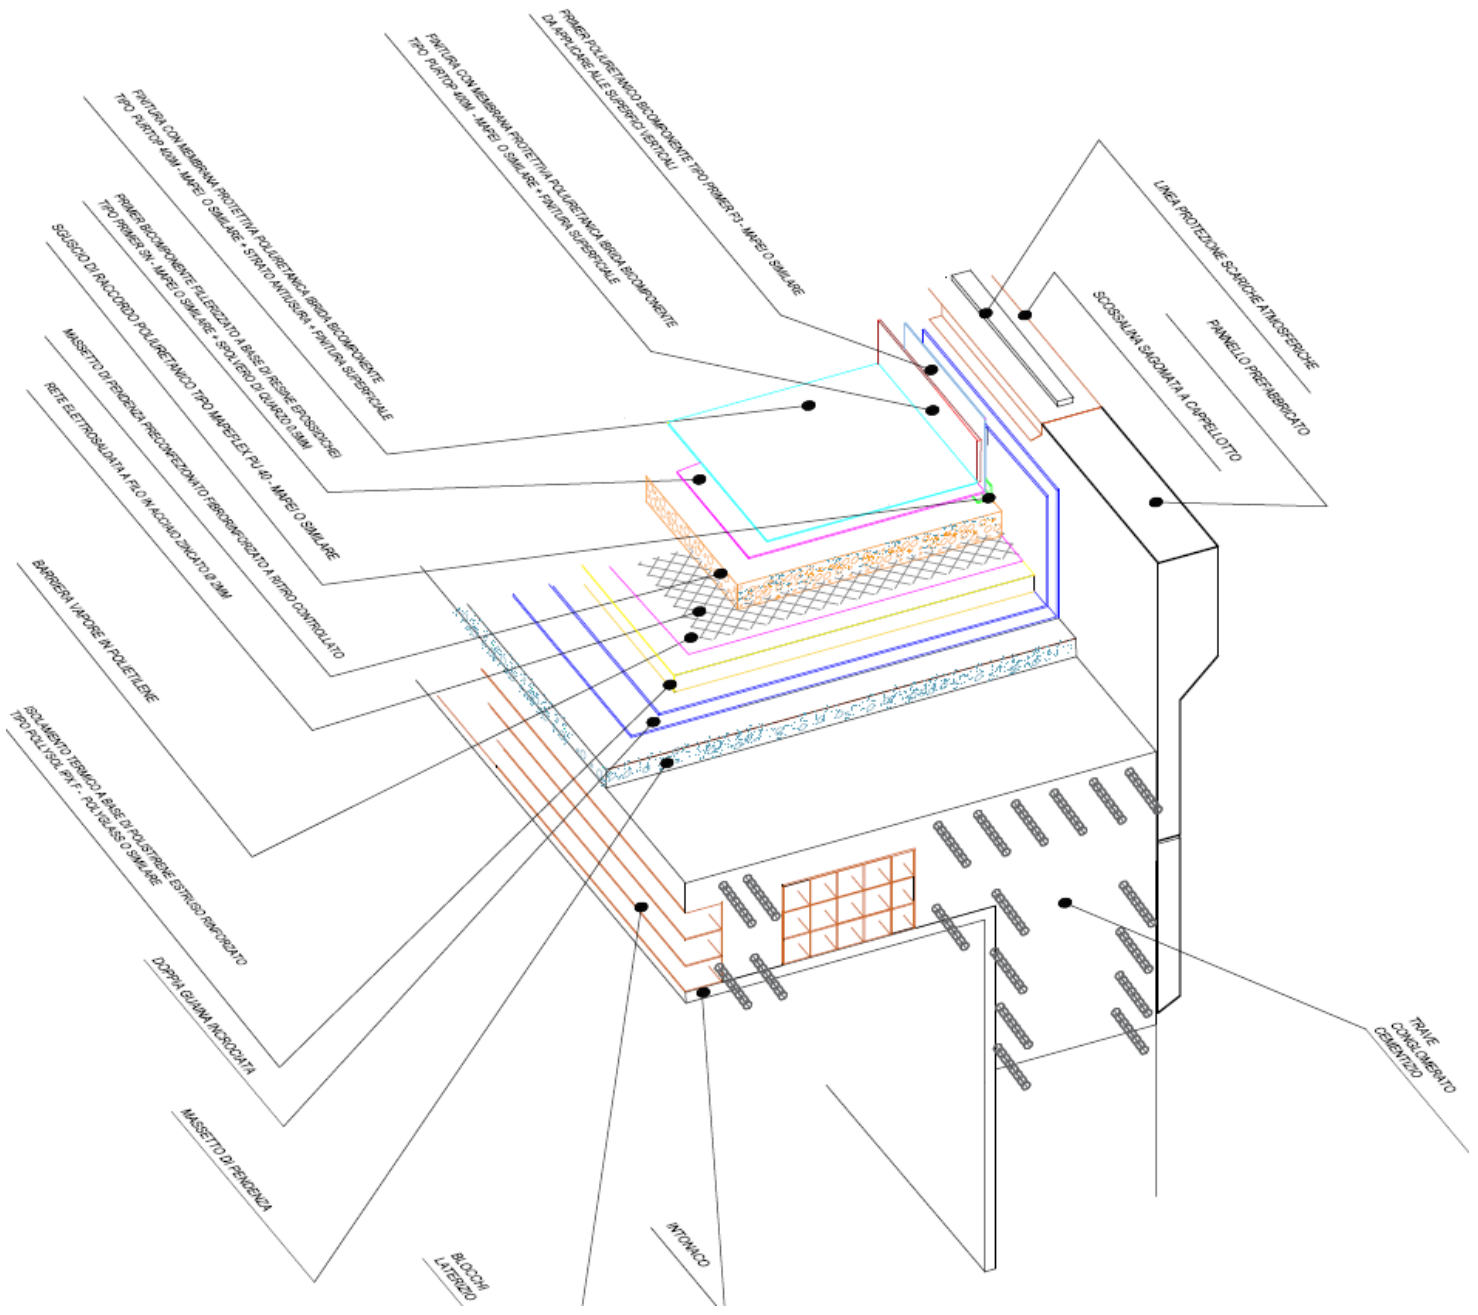 PRIMER POLIURETANICO BICOMPONENTE TIPO PRIMER P3 - MAPEI O SIMILARE
DA APPLICARE ALLE SUPERFICI VERTICALI
FINITURA CON MEMBRANA PROTETTIVA POLIURETANICA IBRIDA BICOMPONENTE
TIPO PURTOP 400M - MAPEI O SIMILARE + FINITURA SUPERFICIALE
FINITURA CON MEMBRANA PROTETTIVA POLIURETANICA IBRIDA BICOMPONENTE
TIPO PURTOP 400M - MAPEI O SIMILARE + STRATO ANTIUSURA + FINITURA SUPERFICIALE
PRIMER BICOMPONENTE FILLERIZZATO A BASE DI RESINE EPOSSIDICHEI
TIPO PRIMER SN - MAPEI O SIMILARE + SPOLVERO DI QUARZO 0,5MM
SGUSCIO DI RACCORDO POLIURETANICO TIPO MAPEFLEX PU 40 - MAPEI O SIMILARE
MASSETTO DI PENDENZA PRECONFEZIONATO FIBRORINFORZATO A RITIRO CONTROLLATO
RETE ELETTROSALDATA A FILO IN ACCIAIO ZINCATO Ø 2MM
BARRIERA VAPORE IN POLIETILENE
ISOLAMENTO TERMICO A BASE DI POLISTIRENE ESTRUSO RINFORZATO
TIPO POLLYSOL IPX F - POLYGLASS O SIMILARE
DOPPIA GUAINA INCROCIATA
MASSETTO DI PENDENZA
BLOCCHI
LATERIZIO
INTONACO
LINEA PROTEZIONE SCARICHE ATMOSFERICHE
SCOSSALINA SAGOMATA A CAPPELLOTTO
PANNELLO PREFABBRICATO
TRAVE
CONGLOMERATO
CEMENTIZIO